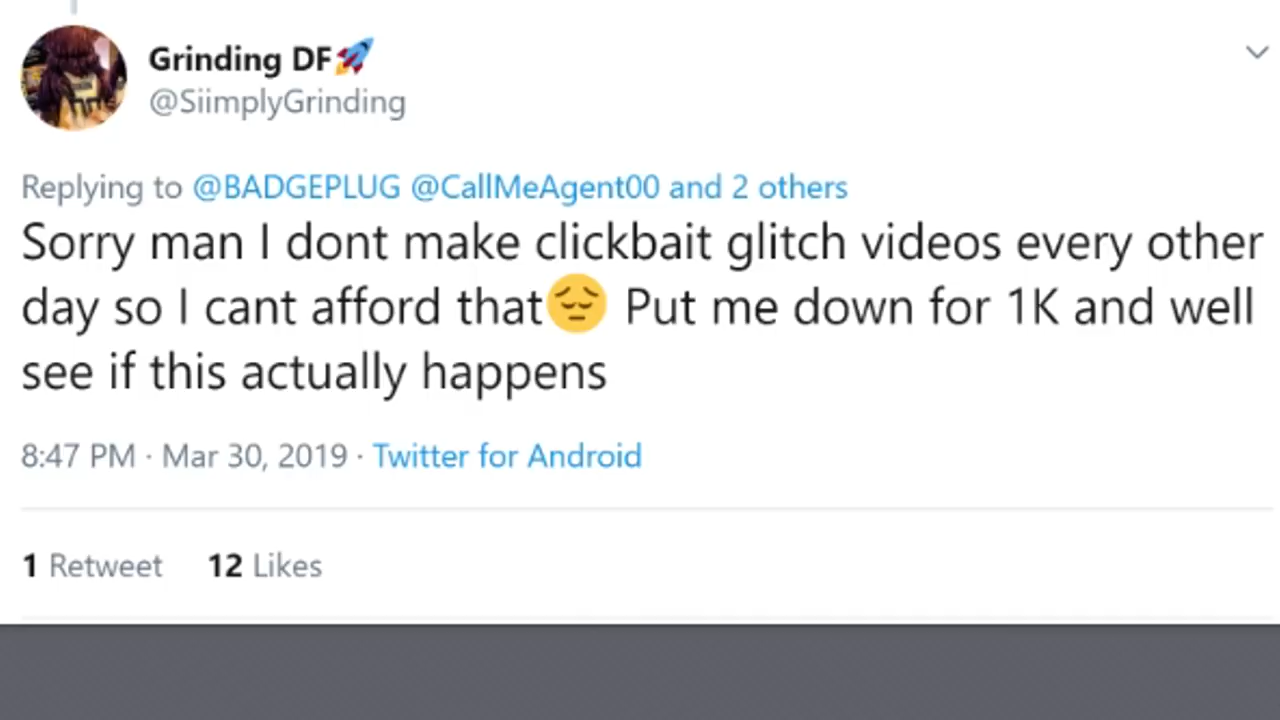 Grinding DF🚀
@SiimplyGrinding
Replying to @BADGEPLUG @CallMeAgent00 and 2 others
Sorry man I dont make clickbait glitch videos every other
day so I cant afford that😔 Put me down for 1K and well
see if this actually happens
8:47 PM · Mar 30, 2019 · Twitter for Android
1 Retweet 12 Likes